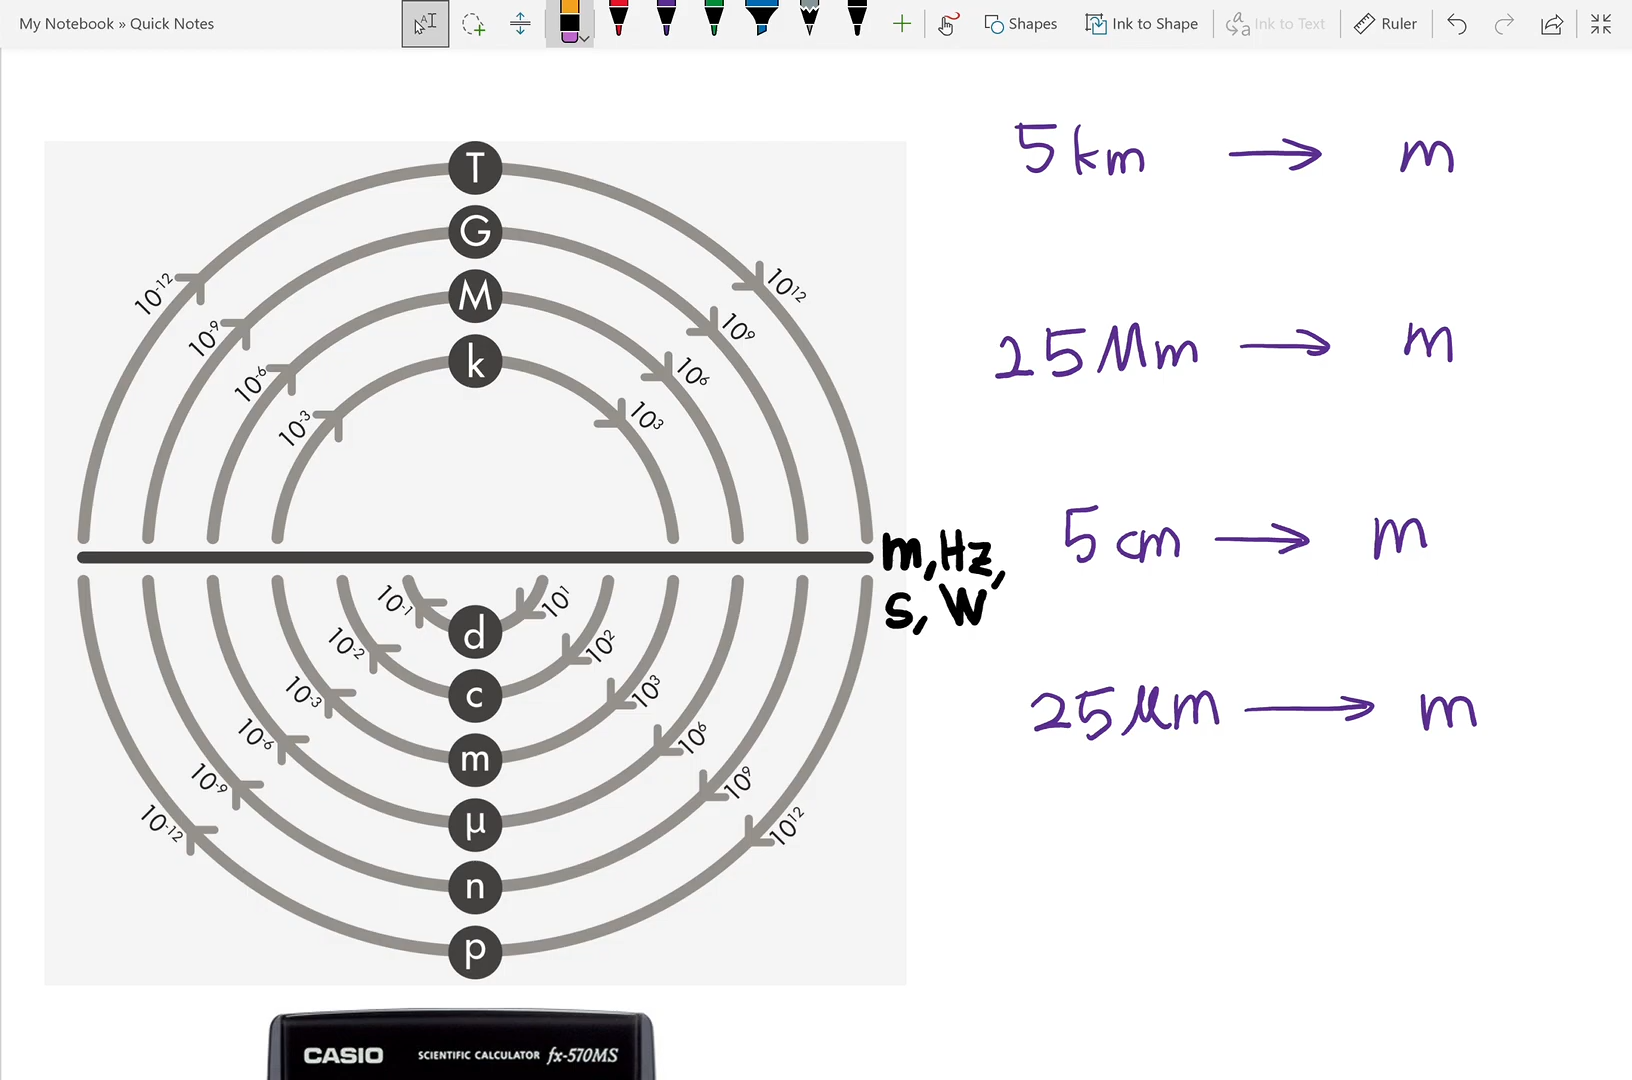 My Notebook » Quick Notes
Shapes
Ink to Shape
Ink to Text
Ruler
T
G
M
k
10⁻¹²
10⁻⁹
10⁻⁶
10⁻³
10¹²
10⁹
10⁶
10³
m, Hz,
s, W
10⁻¹
10⁻²
10⁻³
10⁻⁶
10⁻⁹
10⁻¹²
d
c
m
µ
n
p
10¹
10²
10³
10⁶
10⁹
10¹²
5 km → m
25 Mm → m
5 cm → m
25 µm → m
CASIO SCIENTIFIC CALCULATOR fx-570MS